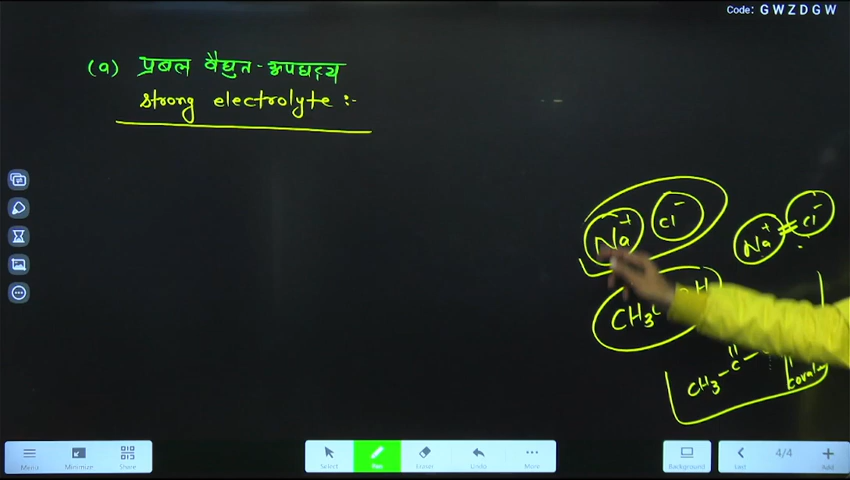 Code: G W Z D G W
(a) प्रबल वैद्युत-अपघट्य
strong electrolyte :-
Na⁺ Cl⁻
Na⁺ = Cl⁻
CH₃
CH₃ - C
Menu
Minimize
Share
Select
Pen
Eraser
Undo
More
Background
Last
4/4
Add